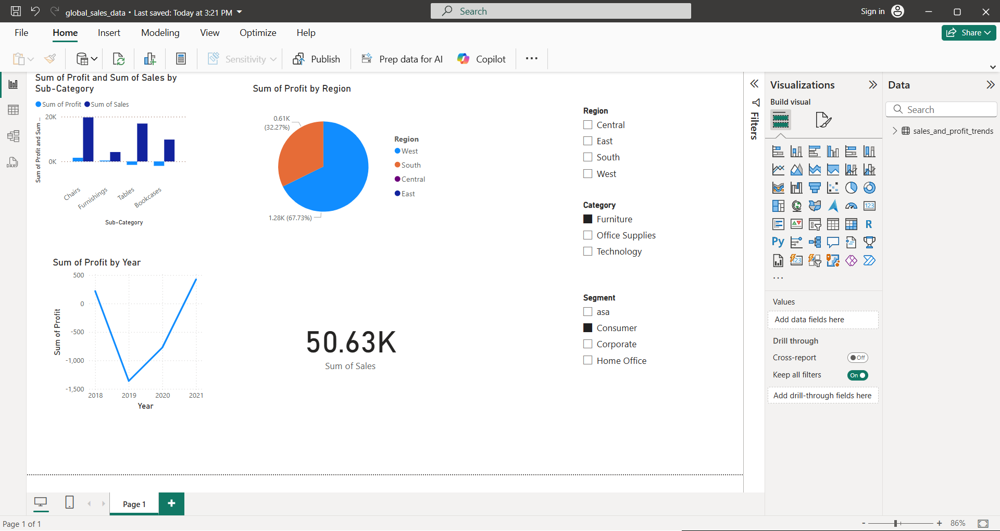 global_sales_data • Last saved: Today at 3:21 PM
Search
Sign in
File
Home
Insert
Modeling
View
Optimize
Help
Share
Sensitivity
Publish
Prep data for AI
Copilot
Sum of Profit and Sum of Sales by
Sub-Category
Sum of Profit
Sum of Sales
Sum of Profit and Sum ...
20K
0K
Chairs
Furnishings
Tables
Bookcases
Sub-Category
Sum of Profit by Region
0.61K
(32.27%)
1.28K (67.73%)
Region
West
South
Central
East
Sum of Profit by Year
Sum of Profit
500
0
-500
-1,000
-1,500
2018
2019
2020
2021
Year
50.63K
Sum of Sales
Region
Central
East
South
West
Category
Furniture
Office Supplies
Technology
Segment
asa
Consumer
Corporate
Home Office
Filters
Visualizations
Build visual
123
R
Py
123
...
Values
Add data fields here
Drill through
Cross-report
Off
Keep all filters
On
Add drill-through fields here
Data
Search
sales_and_profit_trends
DAX
Page 1
+
Page 1 of 1
-
+
86%